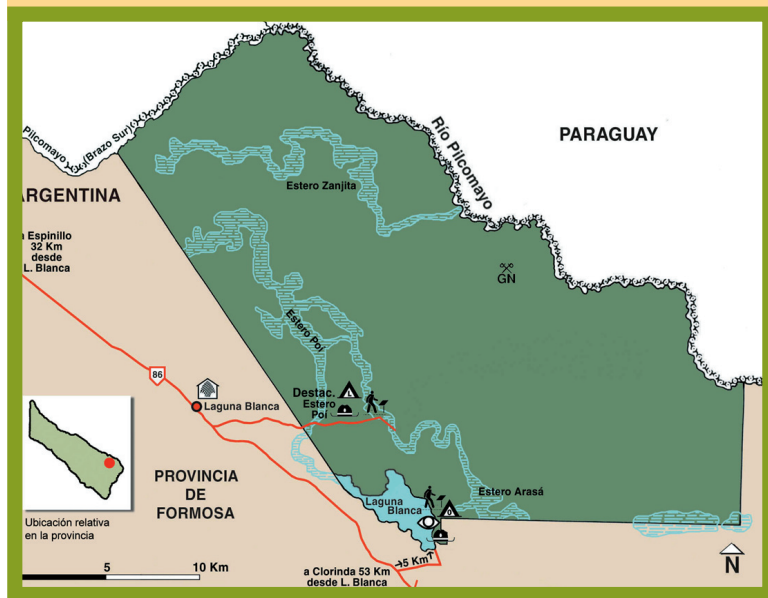 PARAGUAY
Río Pilcomayo
Pilcomayo
(Brazo Sur)
Estero Zanjita
ARGENTINA
Espinillo
32 Km
desde
L. Blanca
GN
Estero Poí
86
Destac.
Estero
Poí
L
Laguna Blanca
PROVINCIA
DE
FORMOSA
Laguna
Blanca
Estero Arasá
Ubicación relativa
en la provincia
5
10 Km
5 Km
a Clorinda 53 Km
desde L. Blanca
N